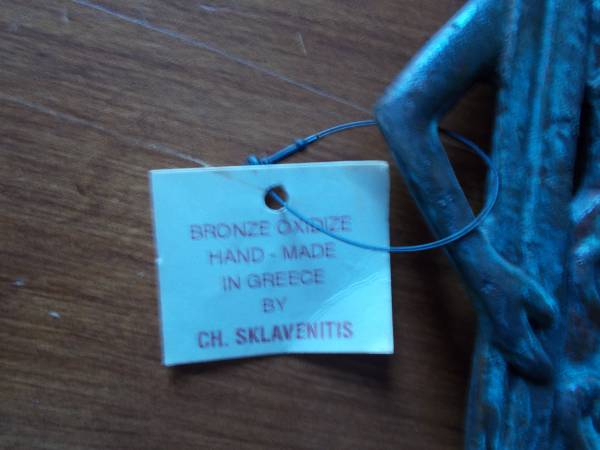 BRONZE OXIDIZE
HAND - MADE
IN GREECE
BY
CH. SKLAVENITIS